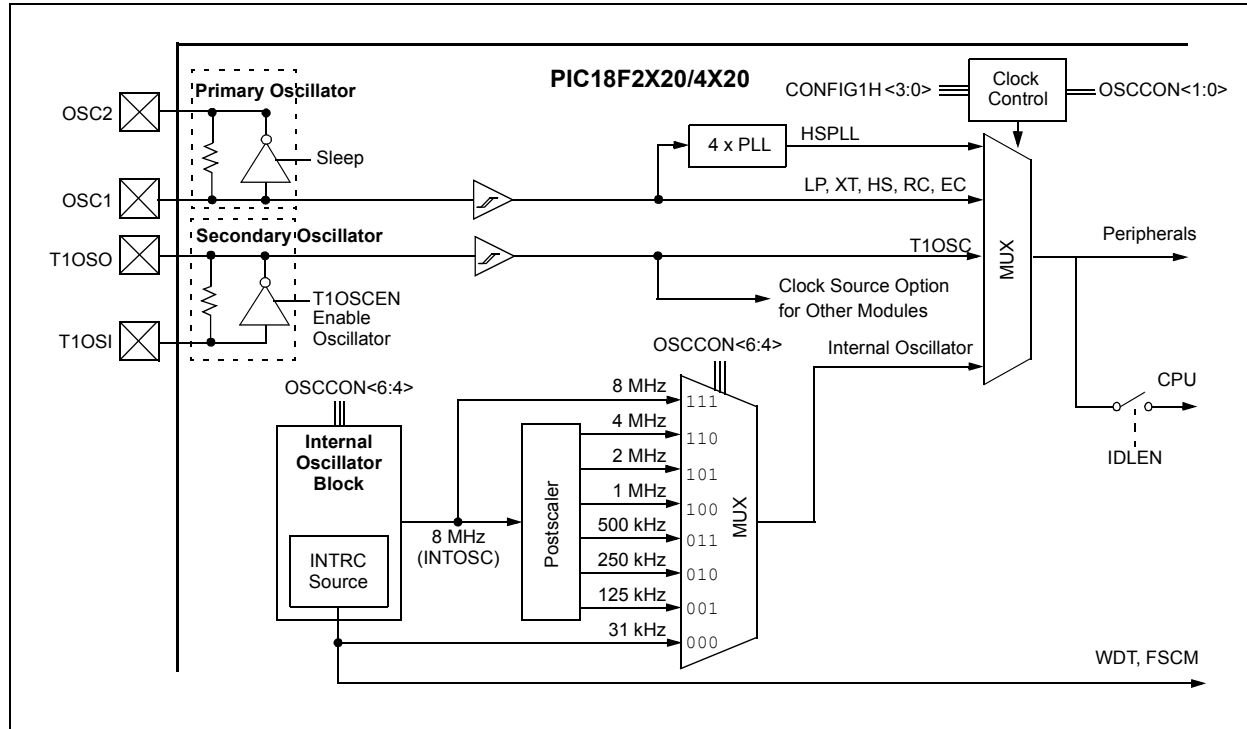 PIC18F2X20/4X20
Primary Oscillator
OSC2
Sleep
OSC1
CONFIG1H <3:0>
Clock
Control
OSCCON<1:0>
4 x PLL
HSPLL
LP, XT, HS, RC, EC
Secondary Oscillator
T1OSO
T1OSCEN
Enable
Oscillator
T1OSI
T1OSC
Clock Source Option
for Other Modules
MUX
Peripherals
Internal Oscillator
CPU
IDLEN
OSCCON<6:4>
OSCCON<6:4>
Internal
Oscillator
Block
INTRC
Source
8 MHz
(INTOSC)
Postscaler
8 MHz
111
4 MHz
110
2 MHz
101
1 MHz
100
500 kHz
011
250 kHz
010
125 kHz
001
31 kHz
000
MUX
WDT, FSCM